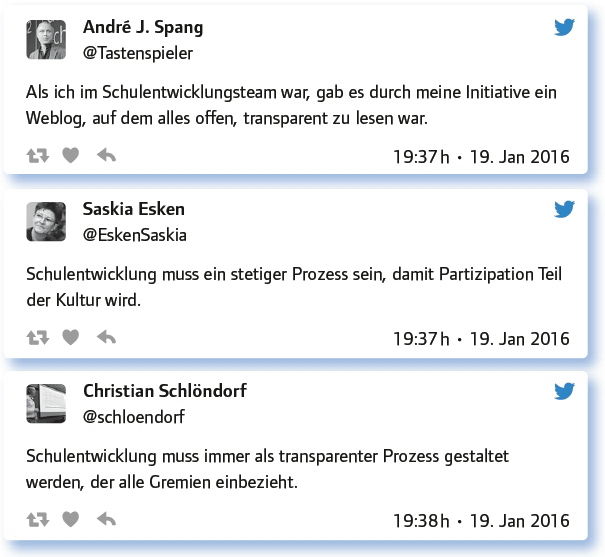 André J. Spang
@Tastenspieler
Als ich im Schulentwicklungsteam war, gab es durch meine Initiative ein
Weblog, auf dem alles offen, transparent zu lesen war.
19:37 h • 19. Jan 2016
Saskia Esken
@EskenSaskia
Schulentwicklung muss ein stetiger Prozess sein, damit Partizipation Teil
der Kultur wird.
19:37 h • 19. Jan 2016
Christian Schlöndorf
@schloendorf
Schulentwicklung muss immer als transparenter Prozess gestaltet
werden, der alle Gremien einbezieht.
19:38 h • 19. Jan 2016